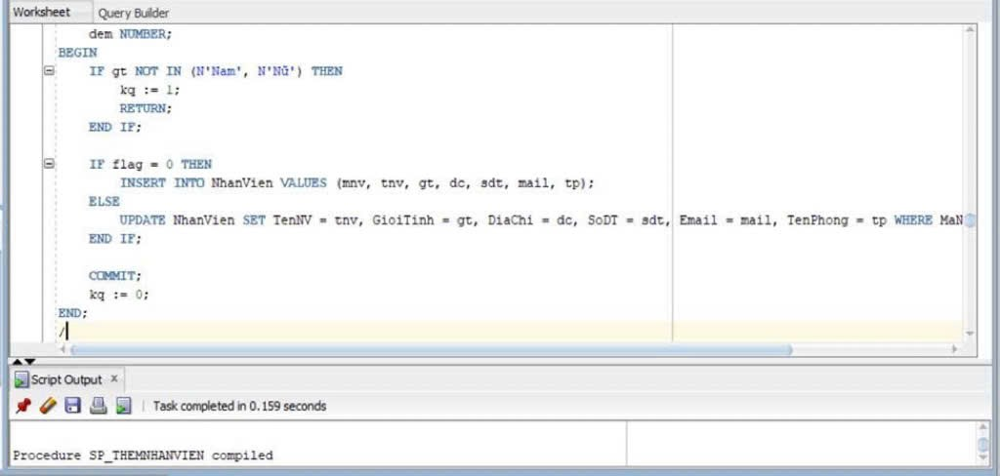 Worksheet Query Builder
dem NUMBER;
BEGIN
IF gt NOT IN (N'Nam', N'Nữ') THEN
kq := 1;
RETURN;
END IF;
IF flag = 0 THEN
INSERT INTO NhanVien VALUES (mnv, tnv, gt, dc, sdt, mail, tp);
ELSE
UPDATE NhanVien SET TenNV = tnv, GioiTinh = gt, DiaChi = dc, SoDT = sdt, Email = mail, TenPhong = tp WHERE MaN
END IF;
COMMIT;
kq := 0;
END;
/
Script Output x
Task completed in 0.159 seconds
Procedure SP_THEMNHANVIEN compiled